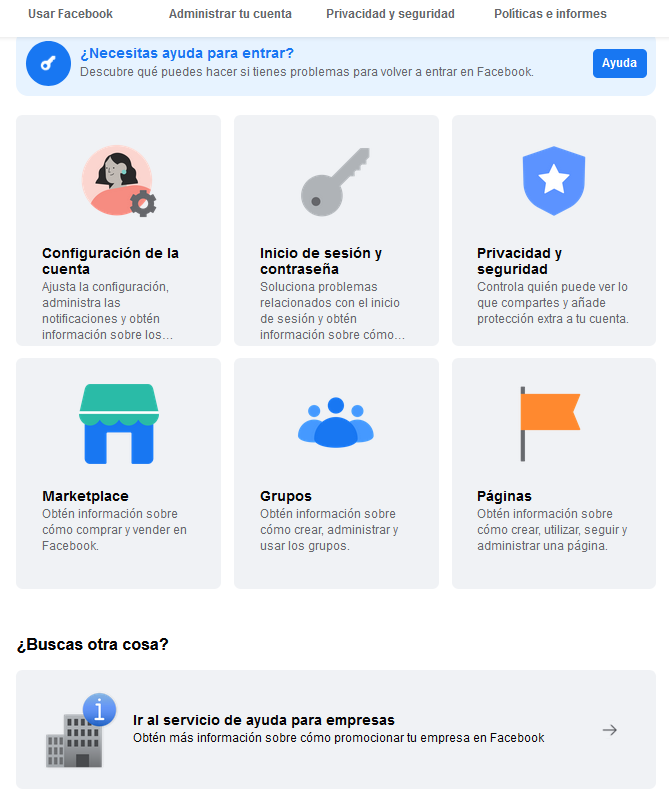 Usar Facebook Administrar tu cuenta Privacidad y seguridad Políticas e informes
¿Necesitas ayuda para entrar?
Descubre qué puedes hacer si tienes problemas para volver a entrar en Facebook.
Ayuda
Configuración de la
cuenta
Ajusta la configuración,
administra las
notificaciones y obtén
información sobre los...
Inicio de sesión y
contraseña
Soluciona problemas
relacionados con el inicio
de sesión y obtén
información sobre cómo...
Privacidad y
seguridad
Controla quién puede ver lo
que compartes y añade
protección extra a tu cuenta.
Marketplace
Obtén información sobre
cómo comprar y vender en
Facebook.
Grupos
Obtén información sobre
cómo crear, administrar y
usar los grupos.
Páginas
Obtén información sobre
cómo crear, utilizar, seguir y
administrar una página.
¿Buscas otra cosa?
Ir al servicio de ayuda para empresas
Obtén más información sobre cómo promocionar tu empresa en Facebook